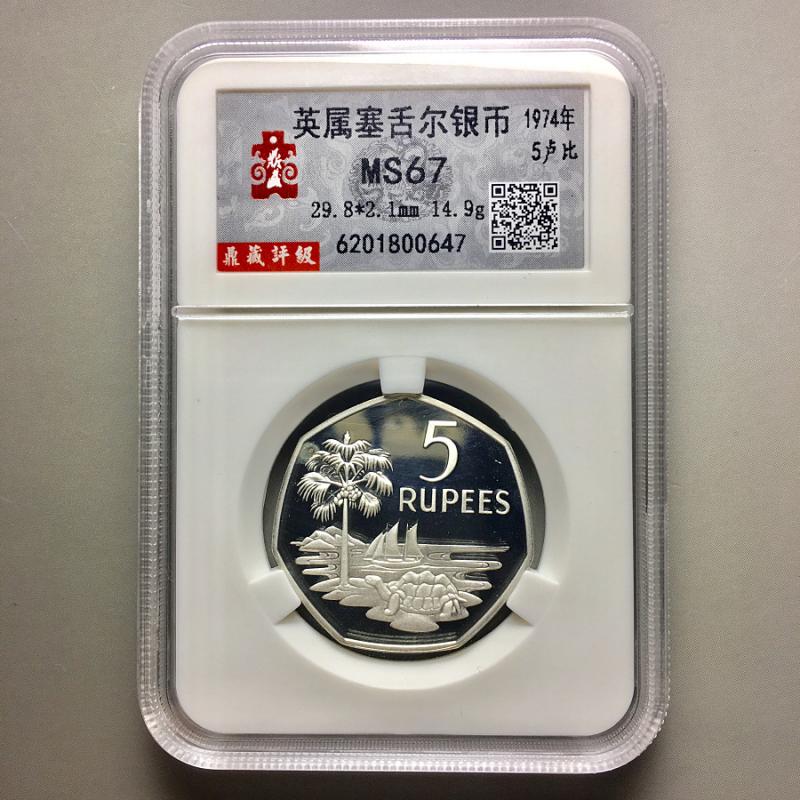 英属塞舌尔银币 1974年
5卢比
MS67
29.8*2.1mm 14.9g
6201800647
鼎藏評級
5
RUPEES